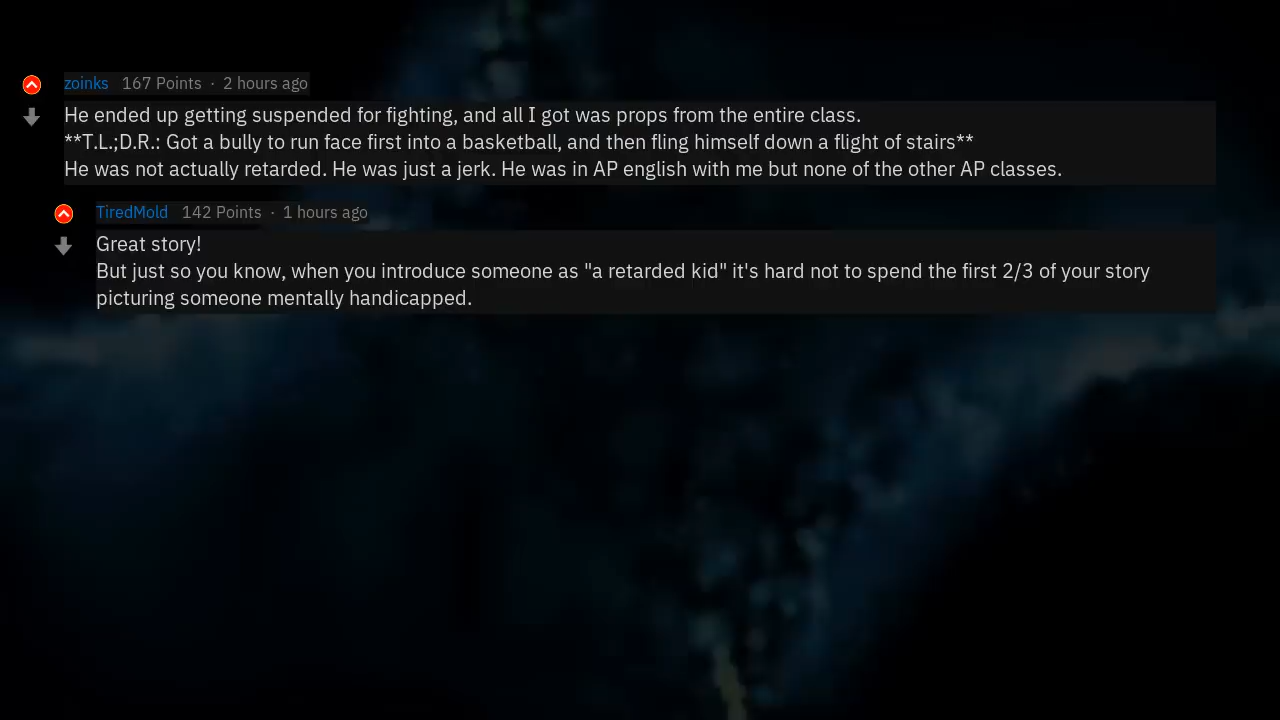 zoinks 167 Points · 2 hours ago
He ended up getting suspended for fighting, and all I got was props from the entire class.
**T.L.;D.R.: Got a bully to run face first into a basketball, and then fling himself down a flight of stairs**
He was not actually retarded. He was just a jerk. He was in AP english with me but none of the other AP classes.
TiredMold 142 Points · 1 hours ago
Great story!
But just so you know, when you introduce someone as "a retarded kid" it's hard not to spend the first 2/3 of your story
picturing someone mentally handicapped.